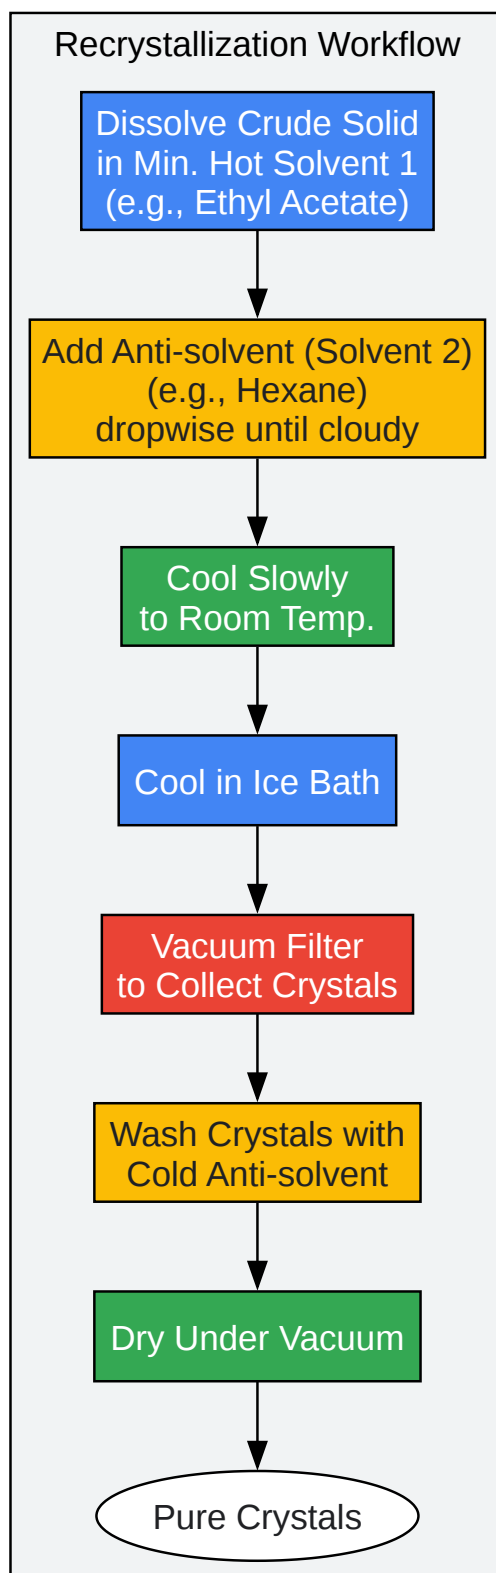 Recrystallization Workflow
Dissolve Crude Solid
in Min. Hot Solvent 1
(e.g., Ethyl Acetate)
Add Anti-solvent (Solvent 2)
(e.g., Hexane)
dropwise until cloudy
Cool Slowly
to Room Temp.
Cool in Ice Bath
Vacuum Filter
to Collect Crystals
Wash Crystals with
Cold Anti-solvent
Dry Under Vacuum
Pure Crystals